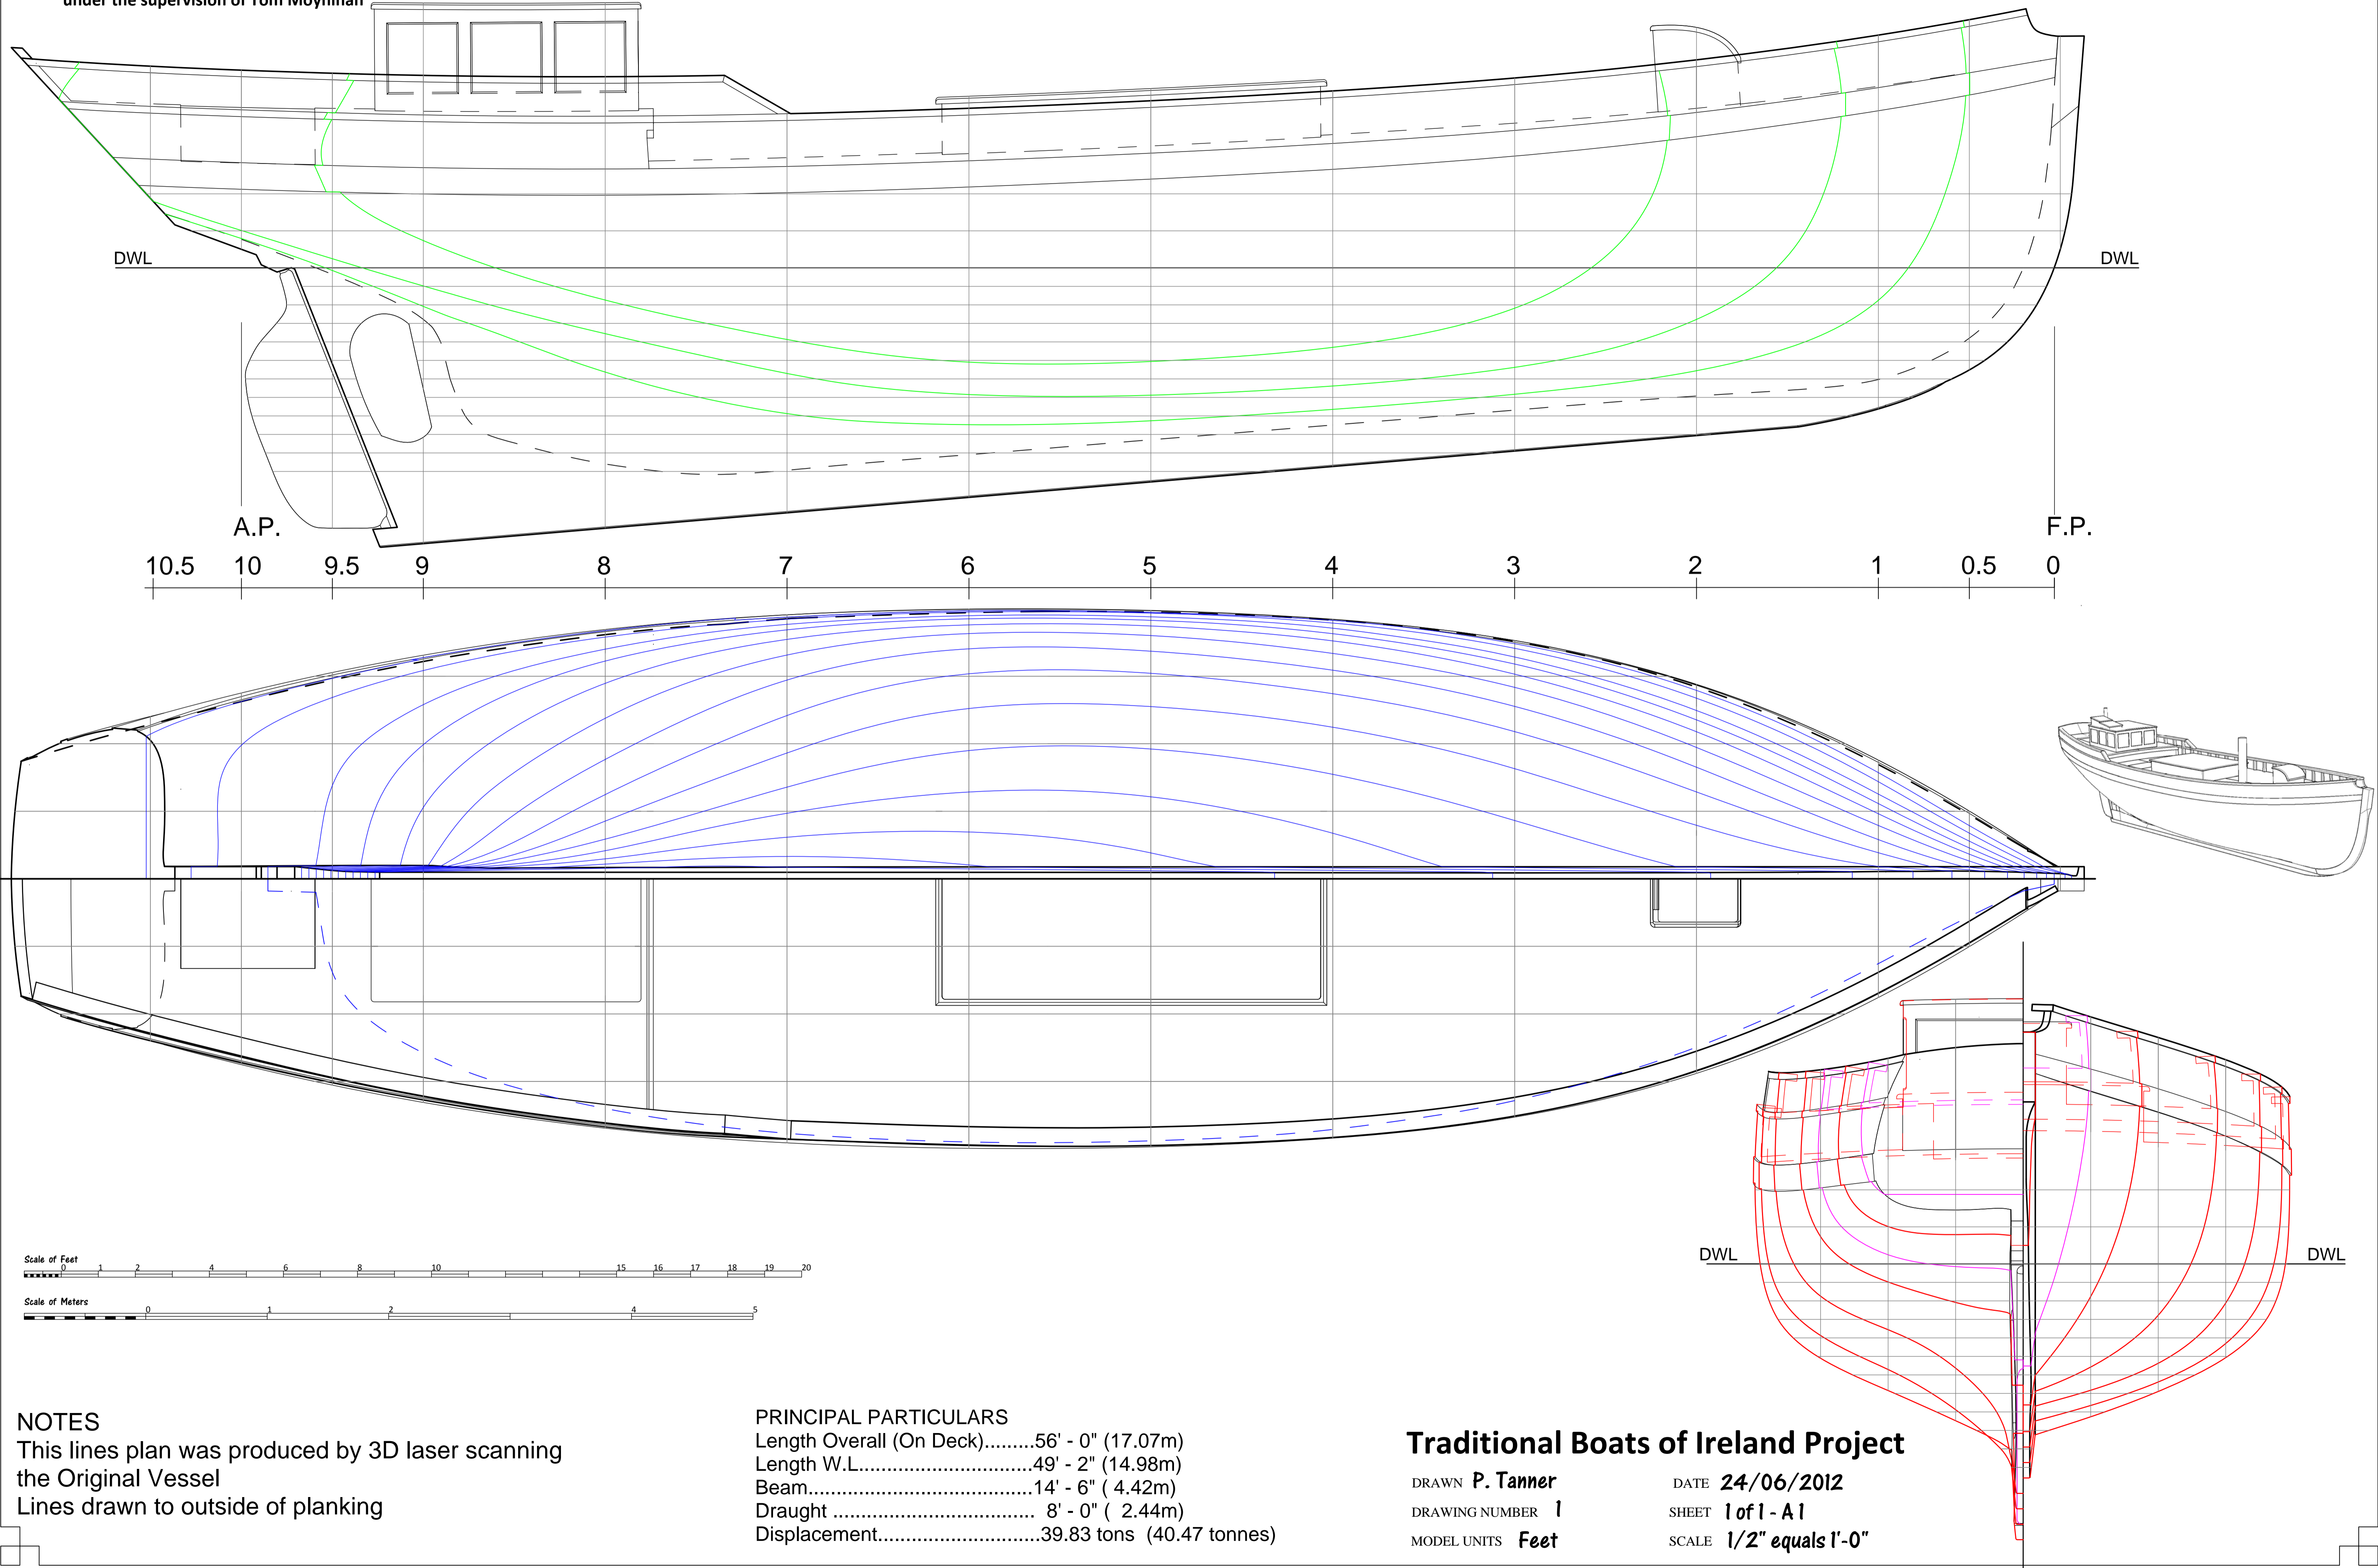 under the supervision of Tom Moynihan
DWL
DWL
A.P.
F.P.
10.5 10 9.5 9 8 7 6 5 4 3 2 1 0.5 0
Scale of Feet
0 1 2 4 6 8 10 15 16 17 18 19 20
Scale of Meters
0 1 2 4 5
DWL
DWL
NOTES
This lines plan was produced by 3D laser scanning
the Original Vessel
Lines drawn to outside of planking
PRINCIPAL PARTICULARS
Length Overall (On Deck).........56' - 0" (17.07m)
Length W.L...............................49' - 2" (14.98m)
Beam........................................14' - 6" ( 4.42m)
Draught .................................... 8' - 0" ( 2.44m)
Displacement.............................39.83 tons (40.47 tonnes)
Traditional Boats of Ireland Project
DRAWN P. Tanner
DATE 24/06/2012
DRAWING NUMBER 1
SHEET 1 of 1 - A1
MODEL UNITS Feet
SCALE 1/2" equals 1'-0"